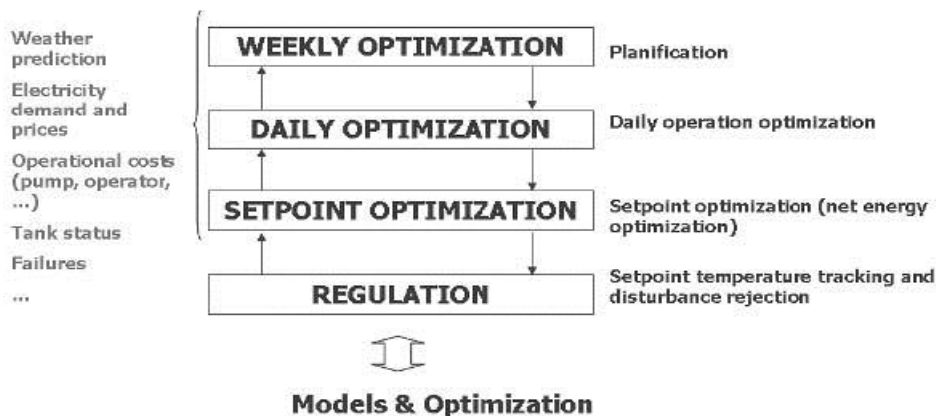 Weather
prediction
Electricity
demand and
prices
Operational costs
(pump, operator,
...)
Tank status
Failures
...
WEEKLY OPTIMIZATION
DAILY OPTIMIZATION
SETPOINT OPTIMIZATION
REGULATION
Planification
Daily operation optimization
Setpoint optimization (net energy
optimization)
Setpoint temperature tracking and
disturbance rejection
Models & Optimization